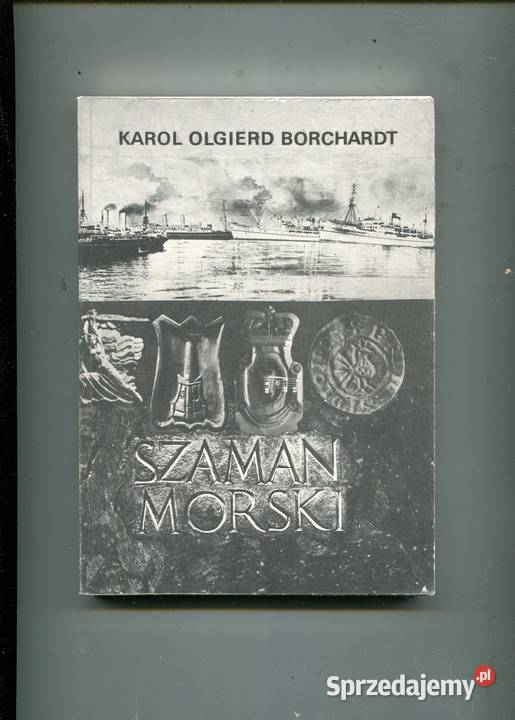 KAROL OLGIERD BORCHARDT
SZAMAN
MORSKI
Sprzedajemy.pl